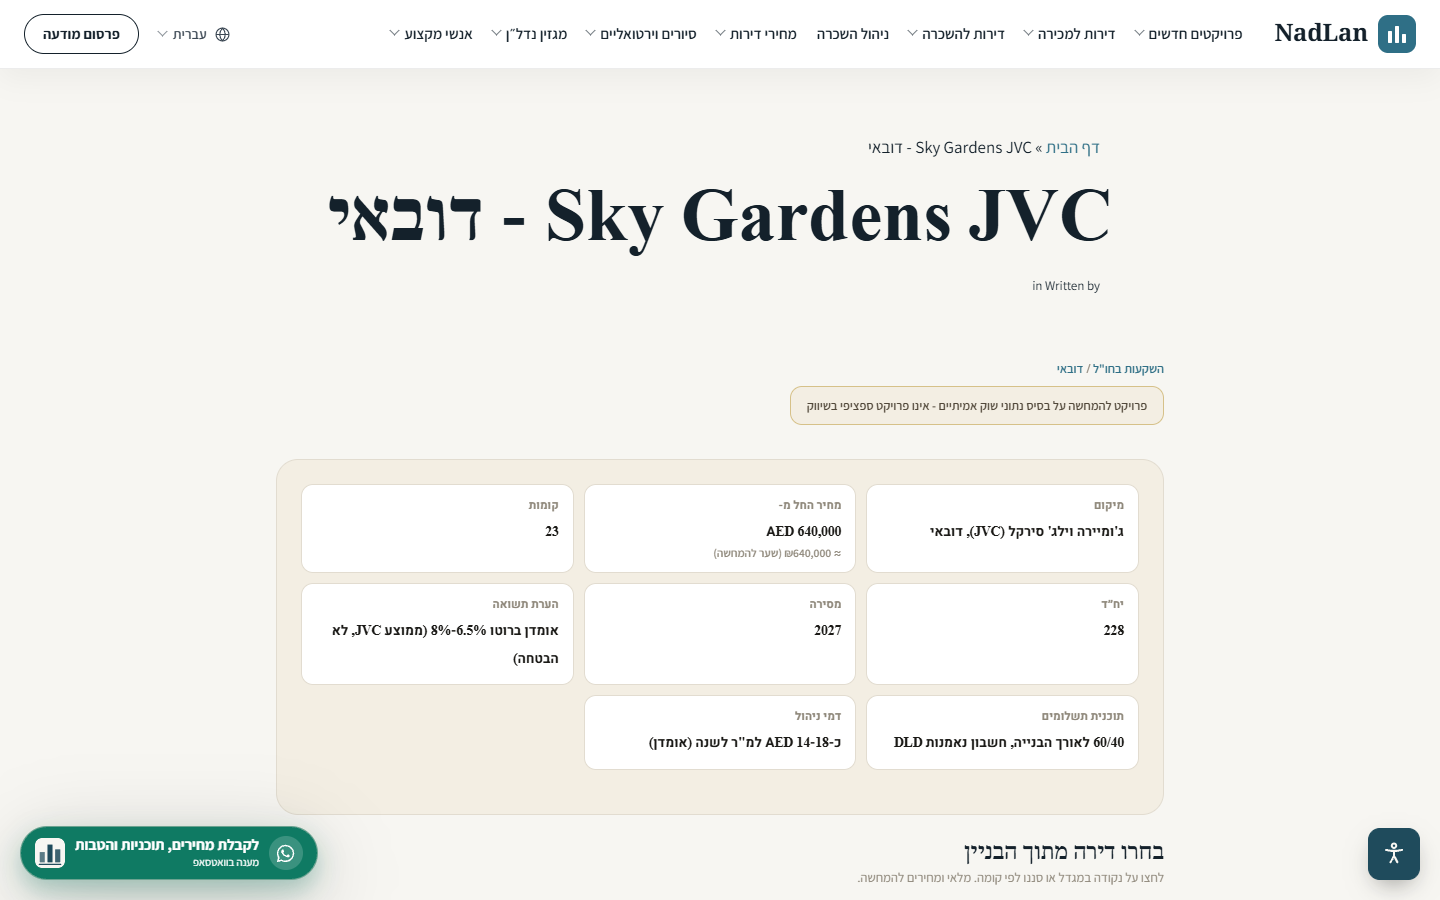 NadLan
פרויקטים חדשים
דירות למכירה
דירות להשכרה
ניהול השכרה
מחירי דירות
סיורים וירטואליים
מגזין נדל״ן
אנשי מקצוע
עברית
פרסום מודעה
דף הבית » Sky Gardens JVC - דובאי
Sky Gardens JVC - דובאי
in Written by
השקעות בחו"ל / דובאי
פרויקט להמחשה על בסיס נתוני שוק אמיתיים - אינו פרויקט ספציפי בשיווק
מיקום
ג'ומיירה וילג' סירקל (JVC), דובאי
מחיר החל מ-
AED 640,000
≈ ₪640,000 (שער להמחשה)
קומות
23
יח״ד
228
מסירה
2027
הערת תשואה
אומדן ברוטו 6.5%-8% (ממוצע JVC, לא
הבטחה)
תוכנית תשלומים
60/40 לאורך הבנייה, חשבון נאמנות DLD
דמי ניהול
כ-14-18 AED למ"ר לשנה (אומדן)
בחרו דירה מתוך הבניין
לחצו על נקודה במגדל או סננו לפי קומה. מלאי ומחירים להמחשה.
לקבלת מחירים, תוכניות והטבות
מענה בוואטסאפ